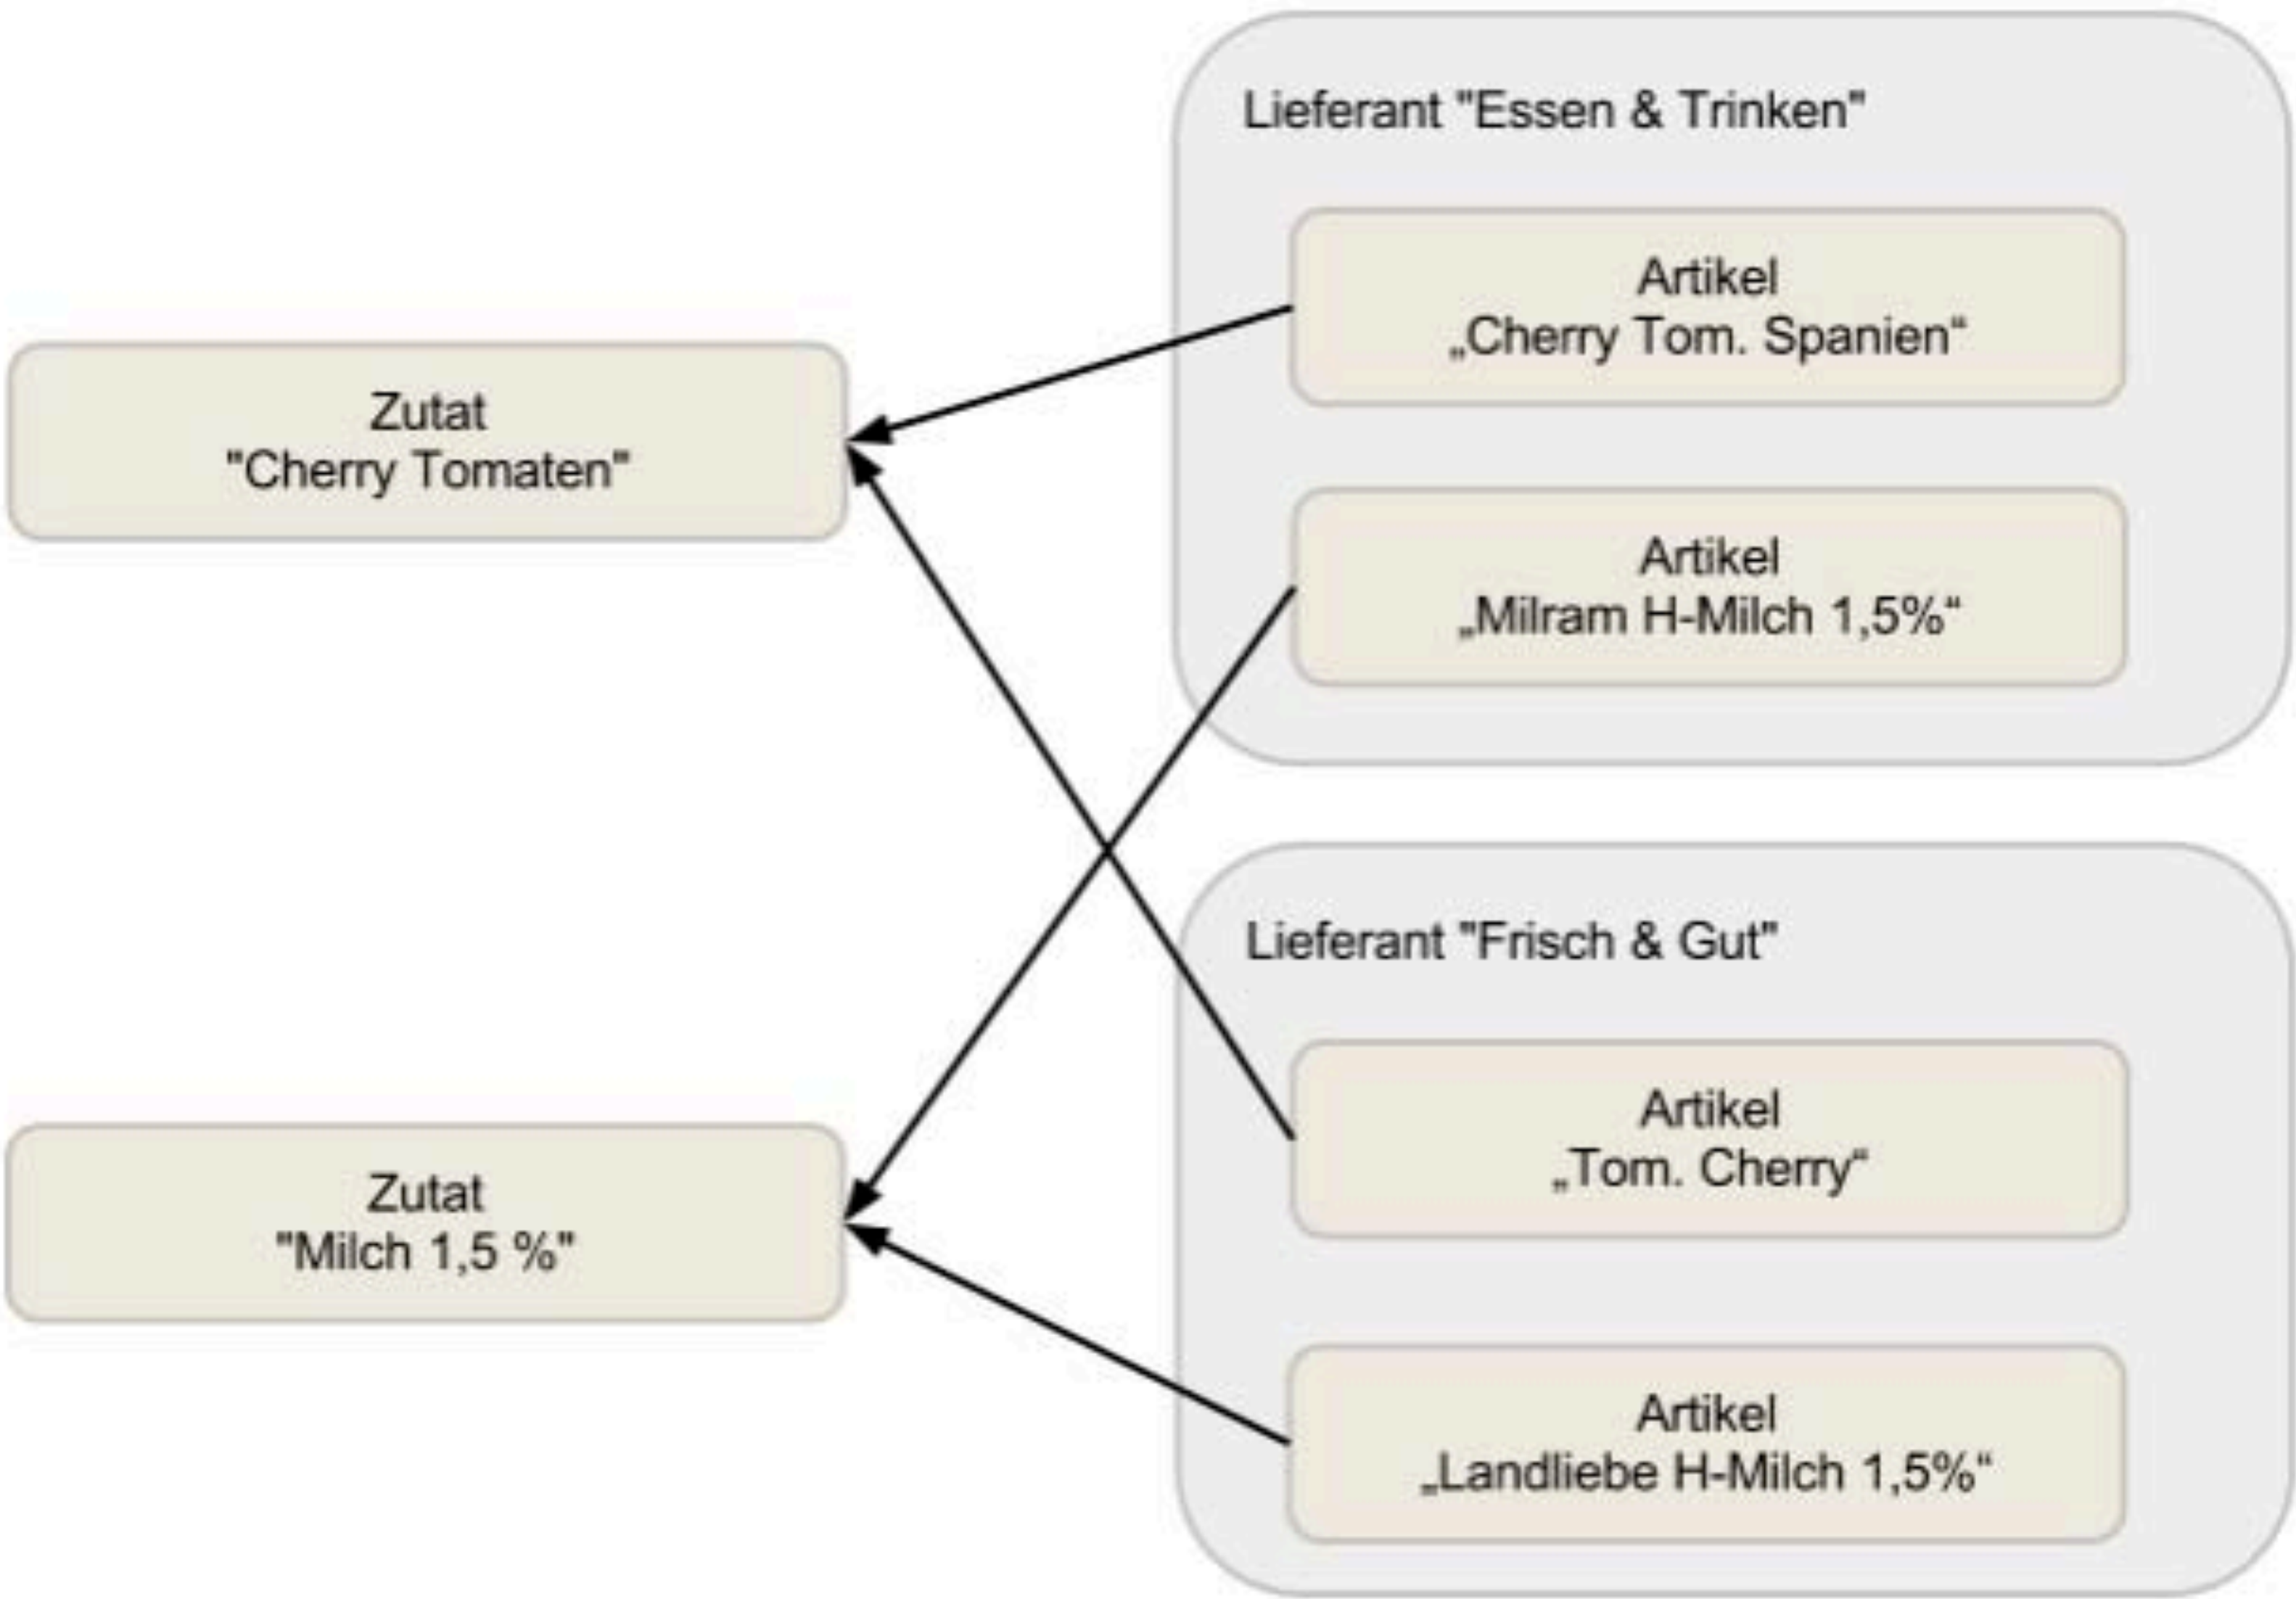 Lieferant "Essen & Trinken"
Artikel
„Cherry Tom. Spanien“
Zutat
"Cherry Tomaten"
Artikel
„Milram H-Milch 1,5%“
Lieferant "Frisch & Gut"
Artikel
„Tom. Cherry“
Zutat
"Milch 1,5 %"
Artikel
„Landliebe H-Milch 1,5%“